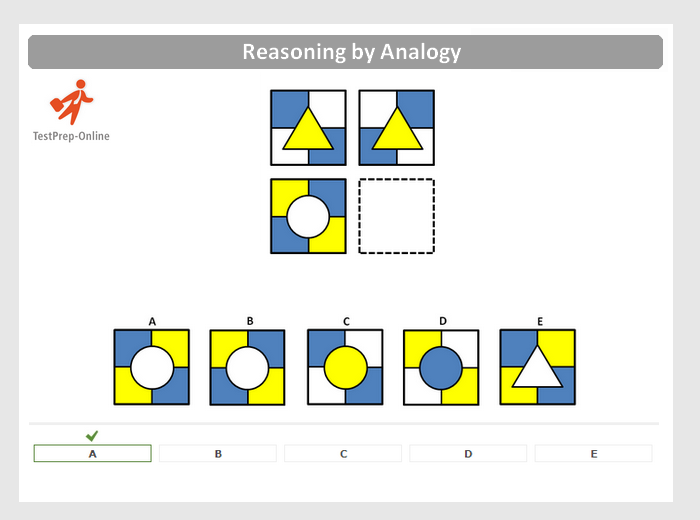 Reasoning by Analogy
TestPrep-Online
A B C D E
A B C D E